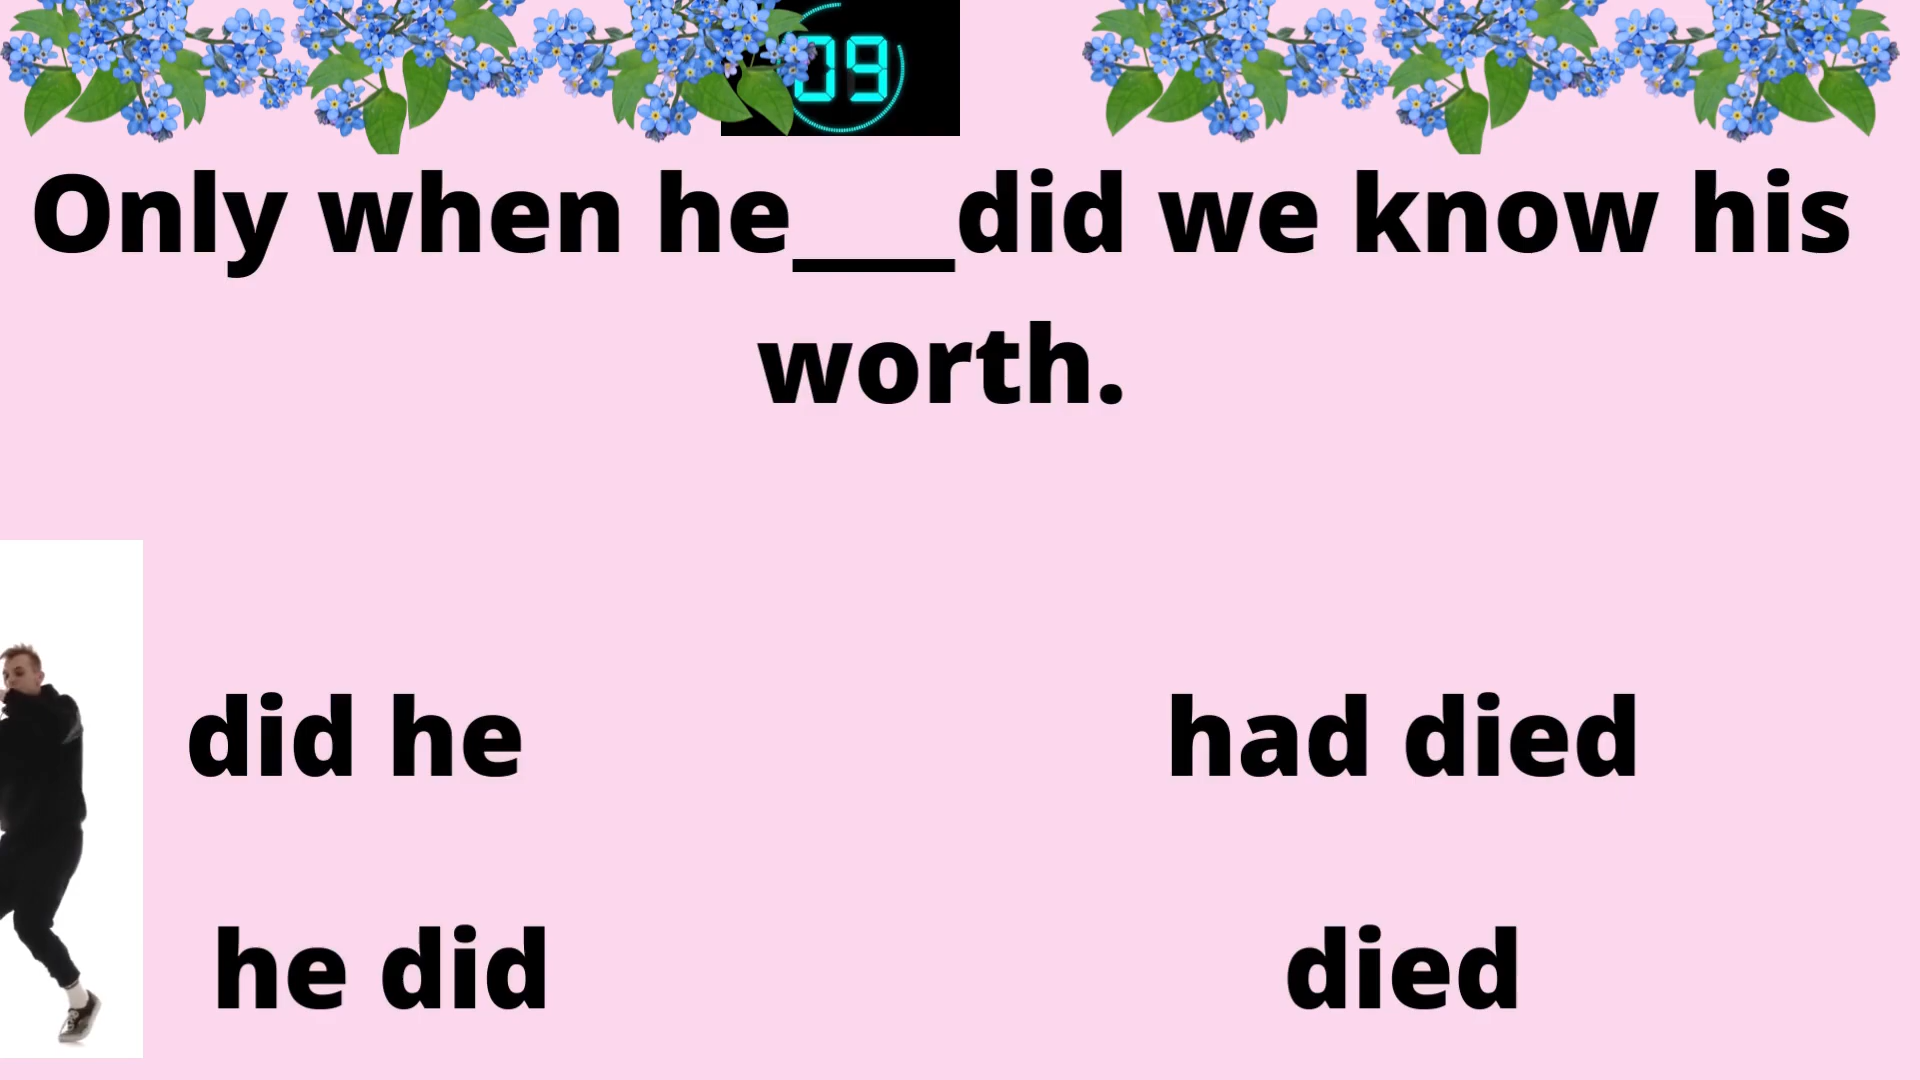 09
Only when he___did we know his
worth.
did he
had died
he did
died